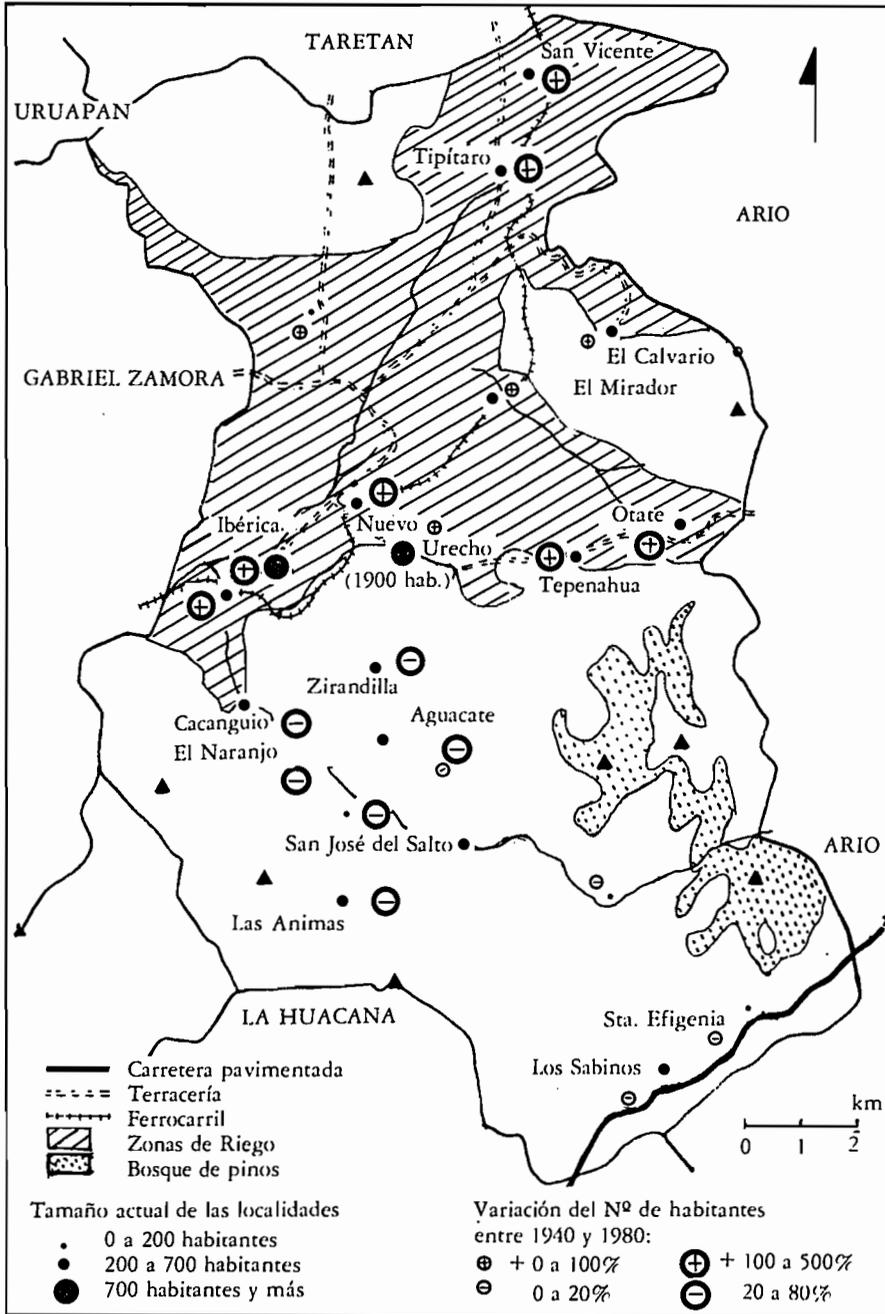 TARETAN
San Vicente
URUAPAN
Tipítaro
ARIO
El Calvario
GABRIEL ZAMORA
El Mirador
Ibérica.
Nuevo
Otate
Urecho
(1900 hab.)
Tepenahua
Zirandilla
Cacanguio
Aguacate
El Naranjo
San José del Salto
ARIO
Las Animas
LA HUACANA
Sta. Efigenia
Los Sabinos
Carretera pavimentada
Terracería
Ferrocarril
Zonas de Riego
Bosque de pinos
km
0 1 2
Tamaño actual de las localidades
0 a 200 habitantes
200 a 700 habitantes
700 habitantes y más
Variación del Nº de habitantes
entre 1940 y 1980:
+ 0 a 100%
0 a 20%
+ 100 a 500%
20 a 80%